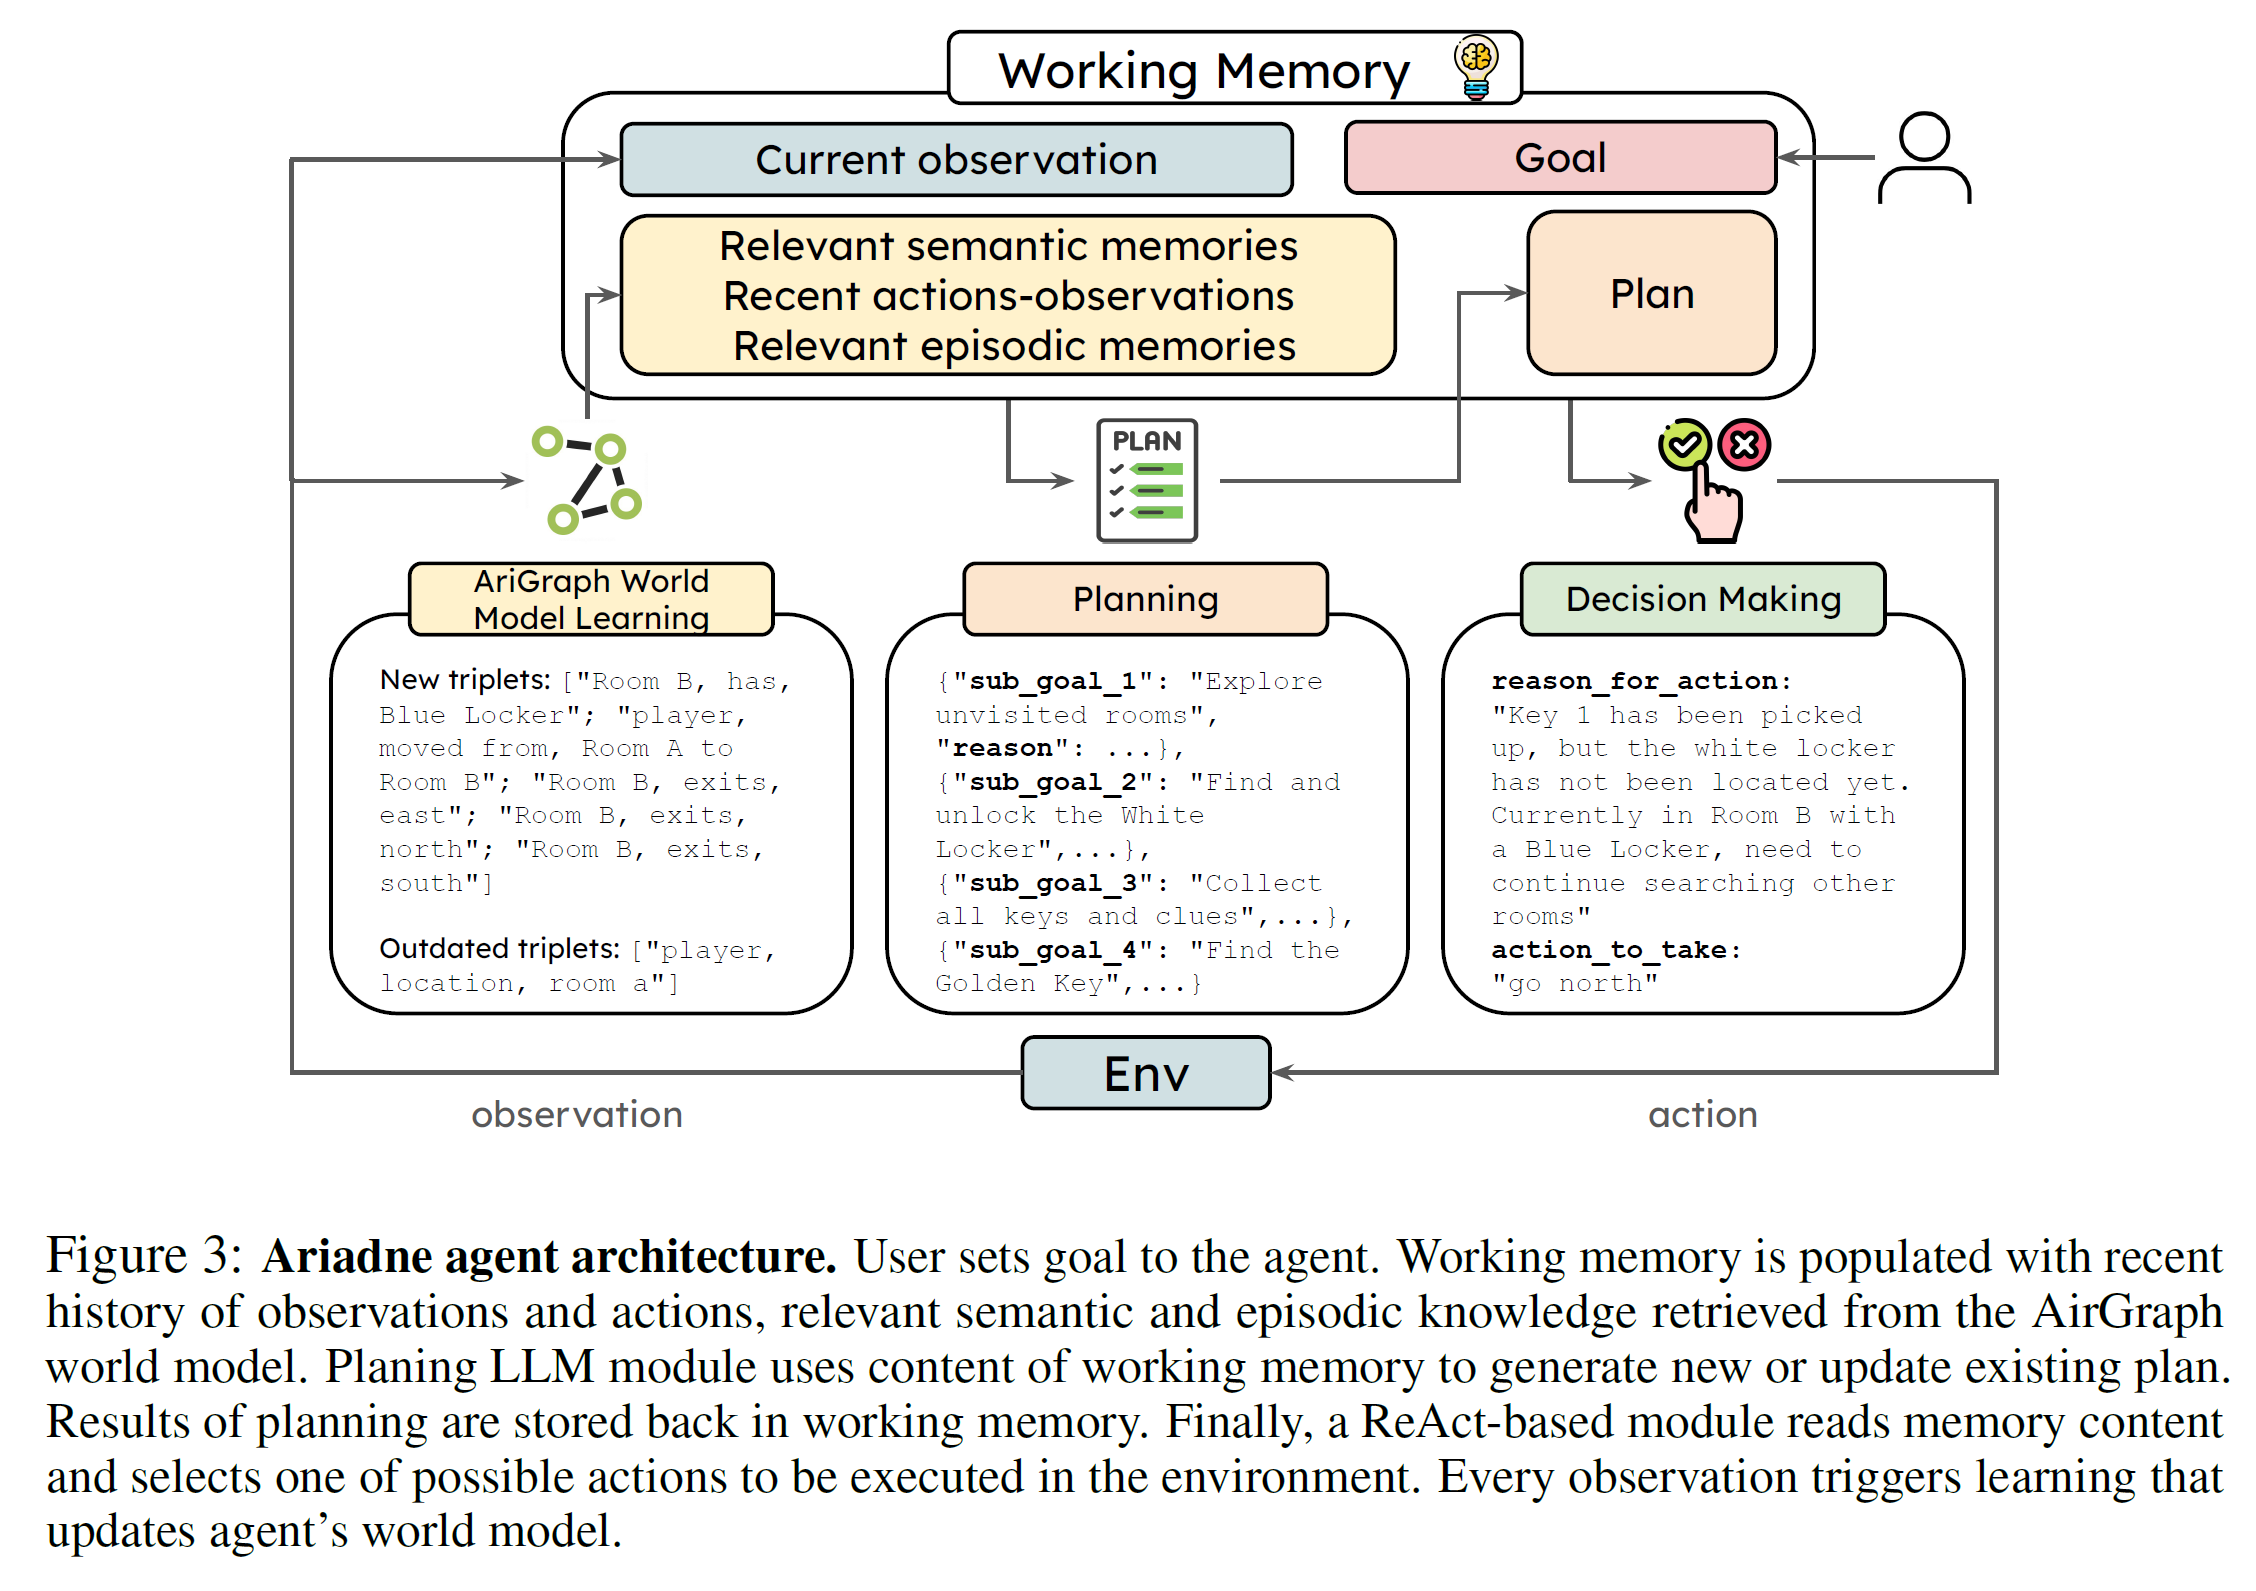 Working Memory
Current observation
Goal
Relevant semantic memories
Recent actions-observations
Relevant episodic memories
Plan
PLAN
AriGraph World
Model Learning
New triplets: ["Room B, has,
Blue Locker"; "player,
moved from, Room A to
Room B"; "Room B, exits,
east"; "Room B, exits,
north"; "Room B, exits,
south"]
Outdated triplets: ["player,
location, room a"]
Planning
{"sub_goal_1": "Explore
unvisited rooms",
"reason": ...},
{"sub_goal_2": "Find and
unlock the White
Locker",...},
{"sub_goal_3": "Collect
all keys and clues",...},
{"sub_goal_4": "Find the
Golden Key",...}
Decision Making
reason_for_action:
"Key 1 has been picked
up, but the white locker
has not been located yet.
Currently in Room B with
a Blue Locker, need to
continue searching other
rooms"
action_to_take:
"go north"
Env
observation
action
Figure 3: Ariadne agent architecture. User sets goal to the agent. Working memory is populated with recent
history of observations and actions, relevant semantic and episodic knowledge retrieved from the AirGraph
world model. Planing LLM module uses content of working memory to generate new or update existing plan.
Results of planning are stored back in working memory. Finally, a ReAct-based module reads memory content
and selects one of possible actions to be executed in the environment. Every observation triggers learning that
updates agent's world model.